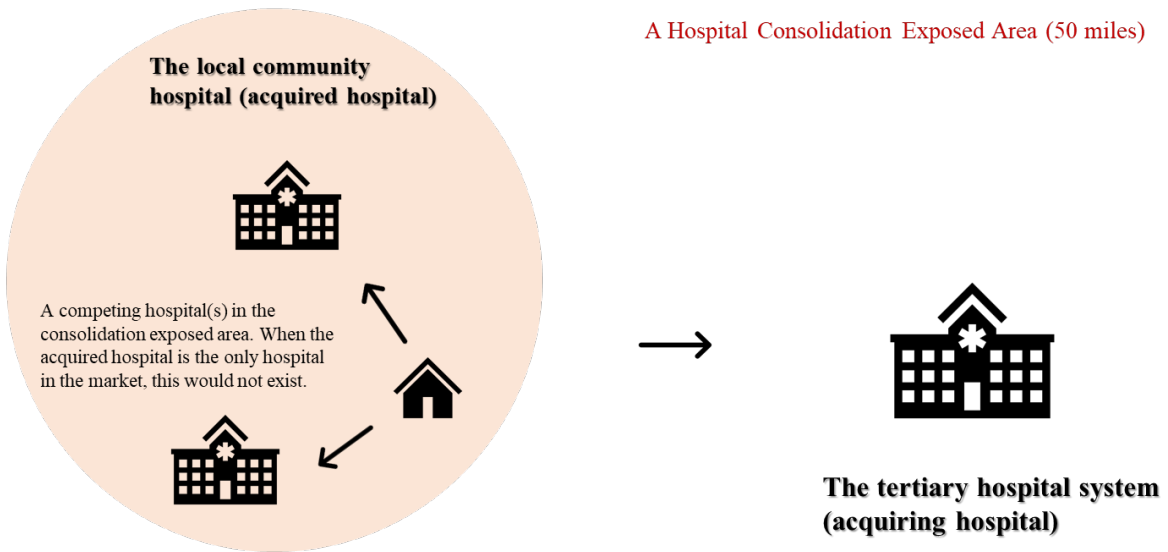 A Hospital Consolidation Exposed Area (50 miles)
The local community
hospital (acquired hospital)
A competing hospital(s) in the
consolidation exposed area. When the
acquired hospital is the only hospital
in the market, this would not exist.
The tertiary hospital system
(acquiring hospital)